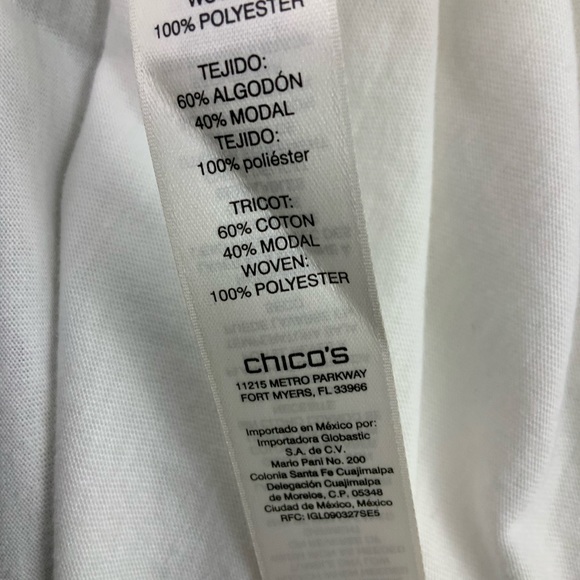 WOVEN:
100% POLYESTER
TEJIDO:
60% ALGODÓN
40% MODAL
TEJIDO:
100% poliéster
TRICOT:
60% COTON
40% MODAL
WOVEN:
100% POLYESTER
chico's
11215 METRO PARKWAY
FORT MYERS, FL 33966
Importado en México por:
Importadora Globastic
S.A. de C.V.
Mario Pani No. 200
Colonia Santa Fe Cuajimalpa
Delegación Cuajimalpa
de Morelos, C.P. 05348
Ciudad de México, México
RFC: IGL090327SE5